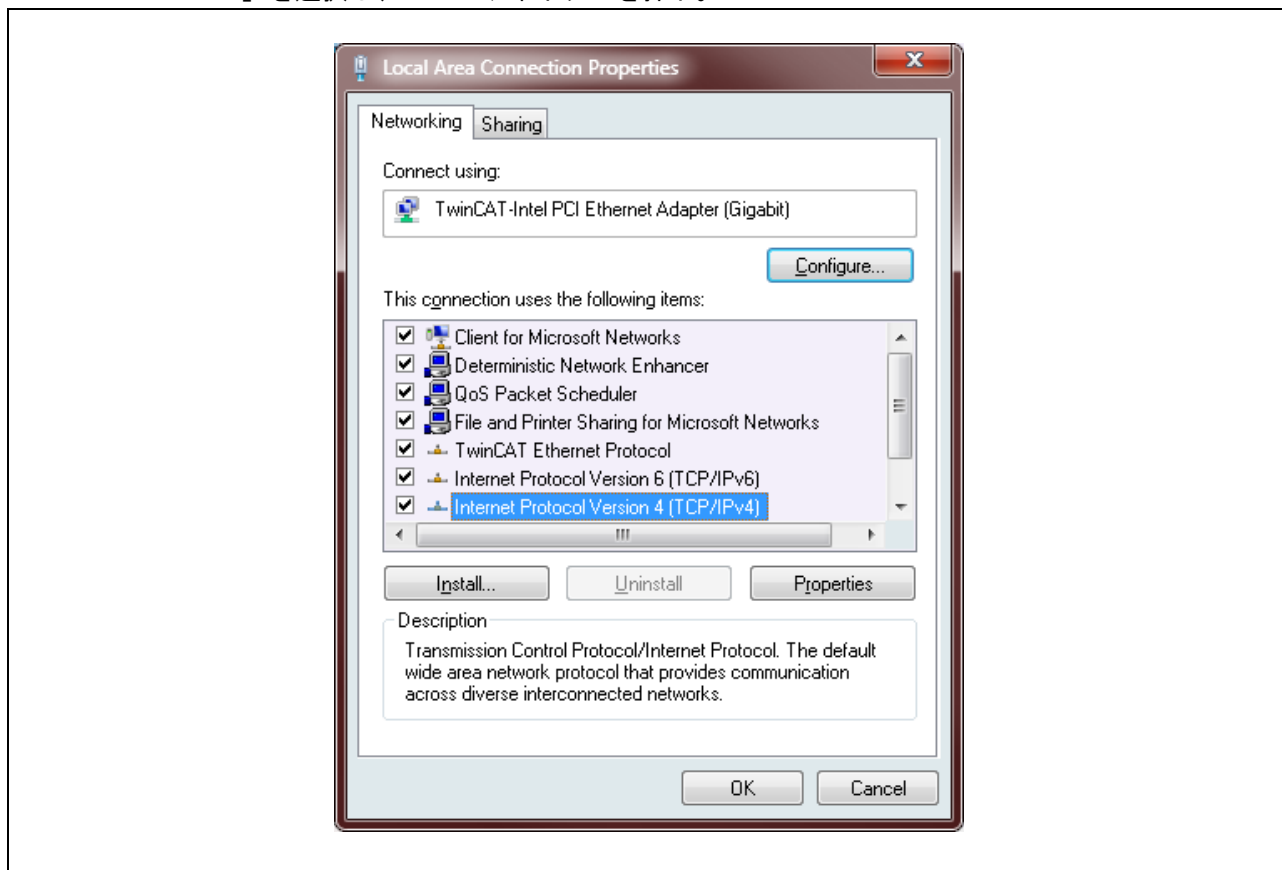 Local Area Connection Properties
Networking
Sharing
Connect using:
TwinCAT-Intel PCI Ethernet Adapter (Gigabit)
Configure...
This connection uses the following items:
Client for Microsoft Networks
Deterministic Network Enhancer
QoS Packet Scheduler
File and Printer Sharing for Microsoft Networks
TwinCAT Ethernet Protocol
Internet Protocol Version 6 (TCP/IPv6)
Internet Protocol Version 4 (TCP/IPv4)
Install...
Uninstall
Properties
Description
Transmission Control Protocol/Internet Protocol. The default
wide area network protocol that provides communication
across diverse interconnected networks.
OK
Cancel